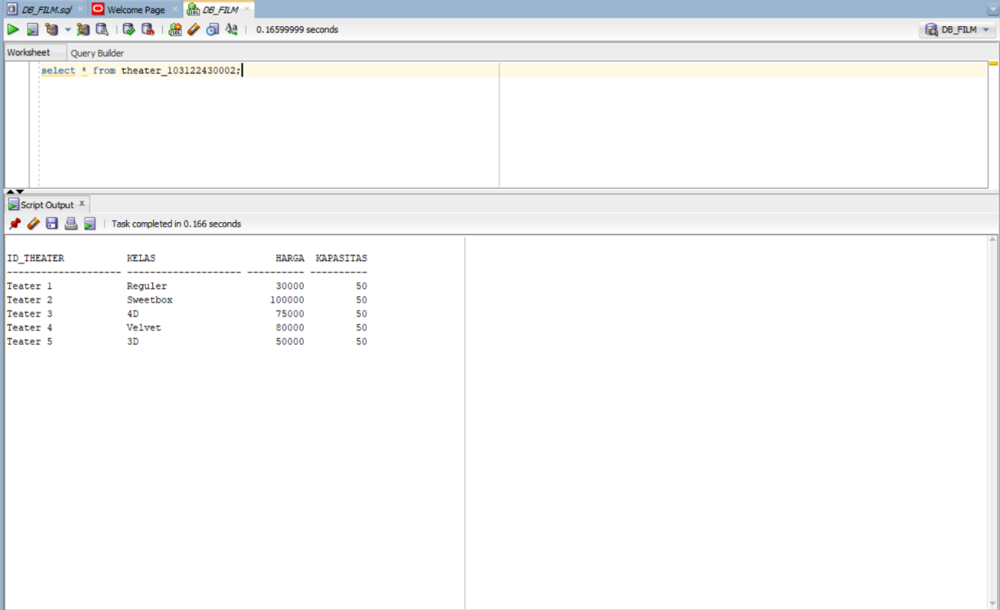 DB_FILM.sql Welcome Page DB_FILM
0.16599999 seconds DB_FILM
Worksheet Query Builder
select * from theater_103122430002;
Script Output
Task completed in 0.166 seconds
ID_THEATER KELAS HARGA KAPASITAS
-------------------- -------------------- ---------- ----------
Teater 1 Reguler 30000 50
Teater 2 Sweetbox 100000 50
Teater 3 4D 75000 50
Teater 4 Velvet 80000 50
Teater 5 3D 50000 50